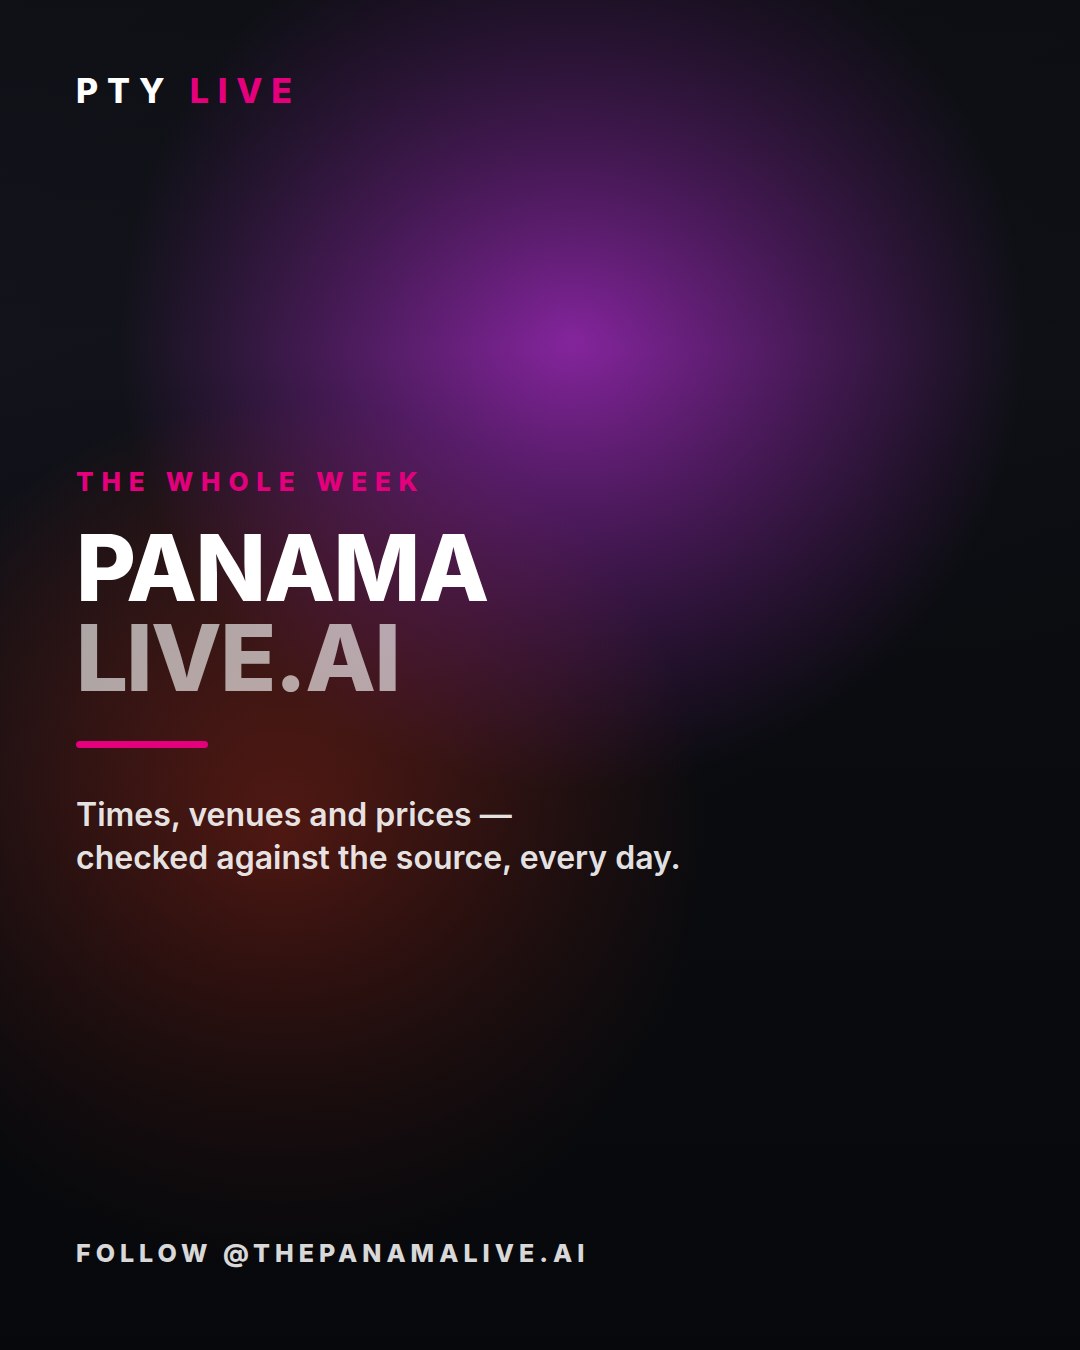 PTY LIVE
THE WHOLE WEEK
PANAMA
LIVE.AI
Times, venues and prices —
checked against the source, every day.
FOLLOW @THEPANAMALIVE.AI